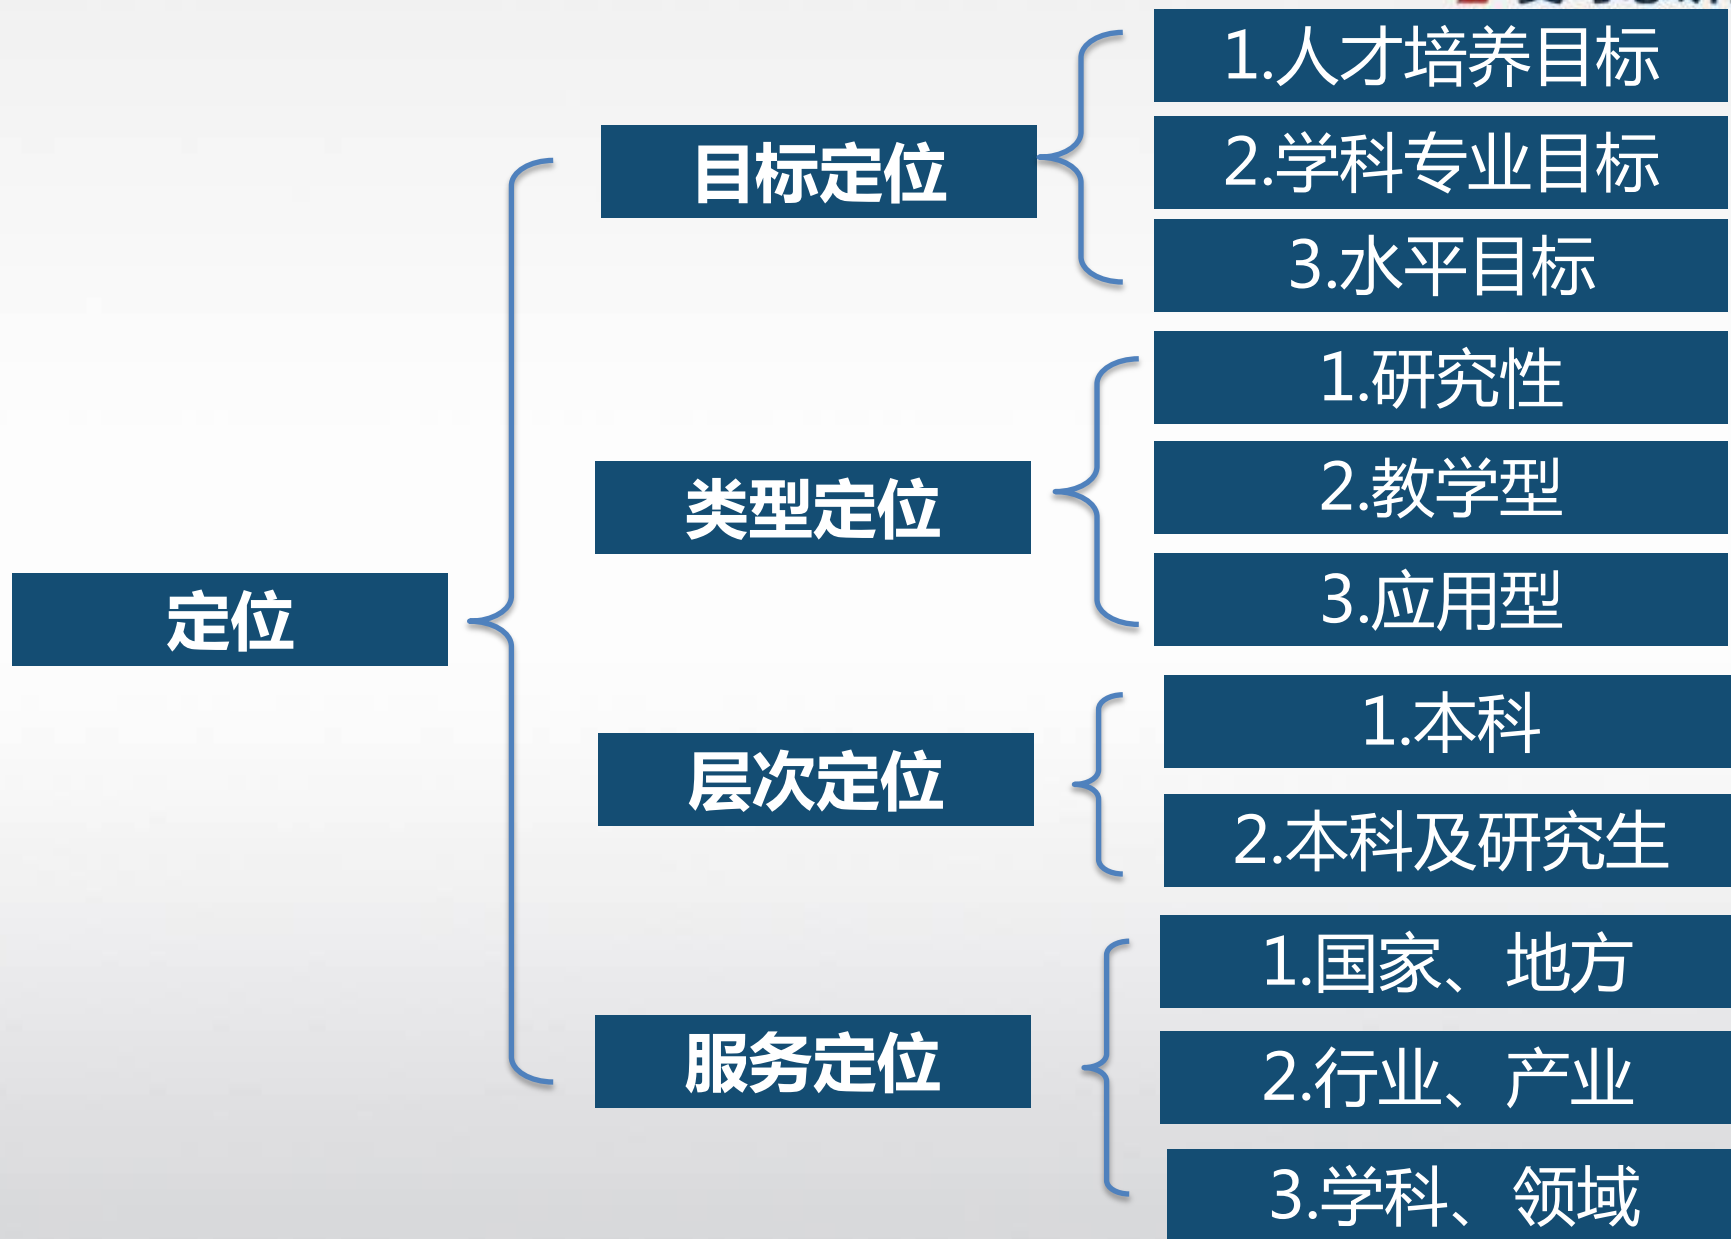 定位
目标定位
1.人才培养目标
2.学科专业目标
3.水平目标
类型定位
1.研究性
2.教学型
3.应用型
层次定位
1.本科
2.本科及研究生
服务定位
1.国家、地方
2.行业、产业
3.学科、领域